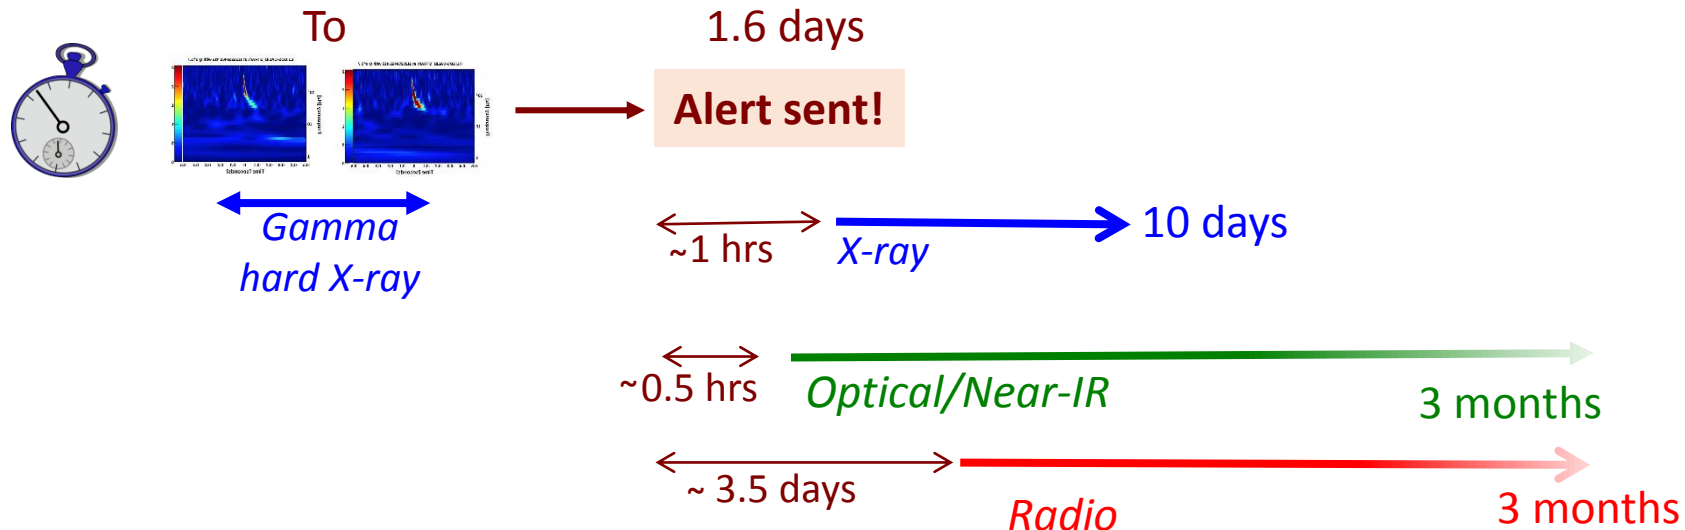 To
1.6 days
Alert sent!
Gamma
hard X-ray
~1 hrs
X-ray
10 days
~0.5 hrs
Optical/Near-IR
3 months
~ 3.5 days
Radio
3 months